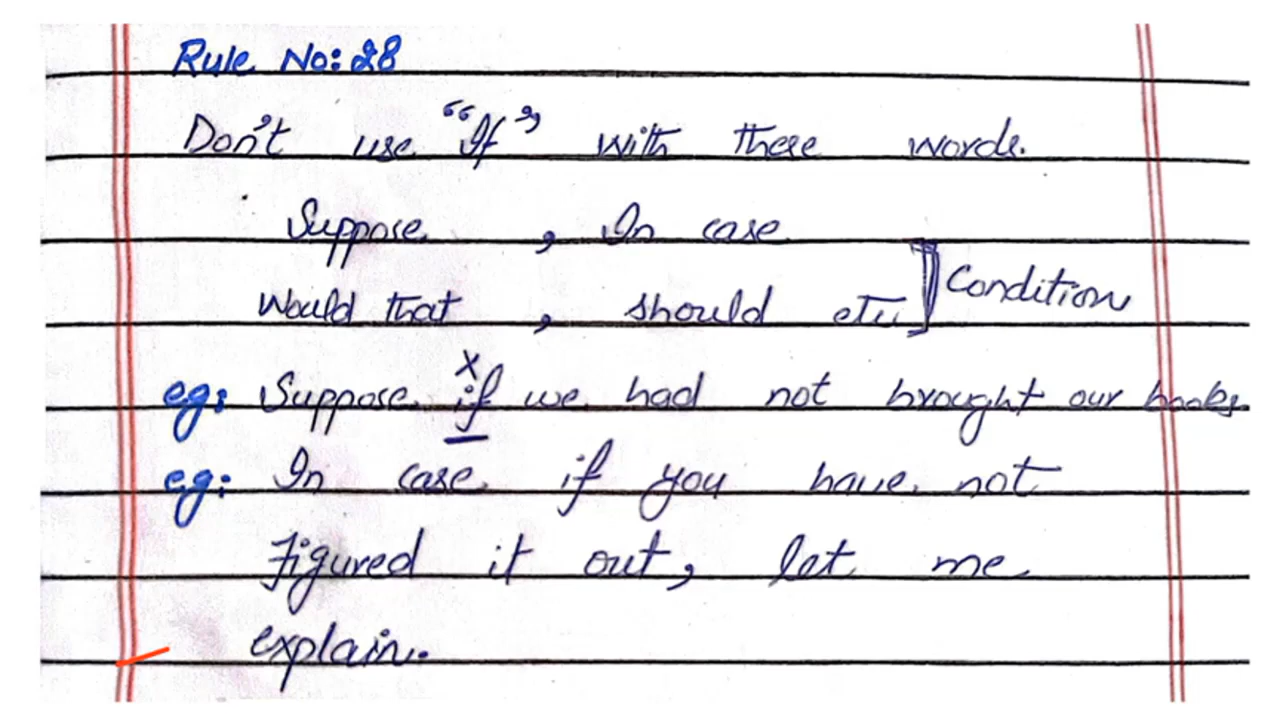 Rule No: 28
Don't use "If" with these words.
Suppose , In case
Would that , should etc ] Condition
x
eg: Suppose if we had not brought our books.
eg: In case if you have not
figured it out, let me
explain.